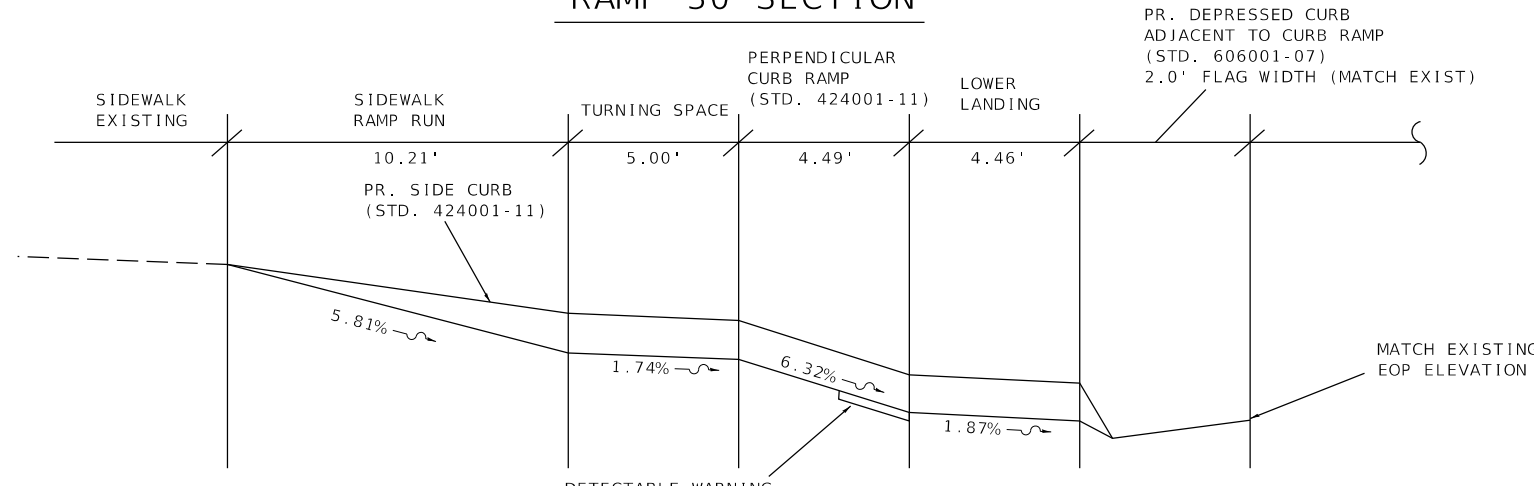 RAMP 30 SECTION
PR. DEPRESSED CURB
ADJACENT TO CURB RAMP
(STD. 606001-07)
2.0' FLAG WIDTH (MATCH EXIST)
PERPENDICULAR
CURB RAMP
(STD. 424001-11)
LOWER
LANDING
SIDEWALK
EXISTING
SIDEWALK
RAMP RUN
TURNING SPACE
10.21'
5.00'
4.49'
4.46'
PR. SIDE CURB
(STD. 424001-11)
5.81%
1.74%
6.32%
1.87%
MATCH EXISTING
EOP ELEVATION
DETECTABLE WARNING